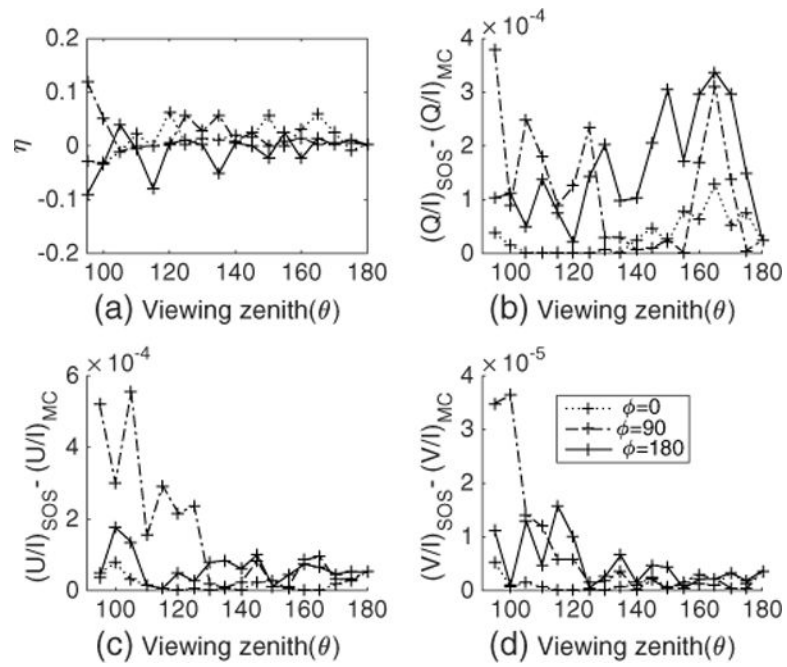 0.2
0.1
0
-0.1
-0.2
η
100 120 140 160 180
(a) Viewing zenith(θ)
× 10⁻⁴
4
3
2
1
0
(Q/I)SOS- (Q/I)MC
100 120 140 160 180
(b) Viewing zenith(θ)
× 10⁻⁴
6
4
2
0
(U/I)SOS- (U/I)MC
100 120 140 160 180
(c) Viewing zenith(θ)
× 10⁻⁵
4
3
2
1
0
(V/I)SOS- (V/I)MC
ϕ=0
ϕ=90
ϕ=180
100 120 140 160 180
(d) Viewing zenith(θ)